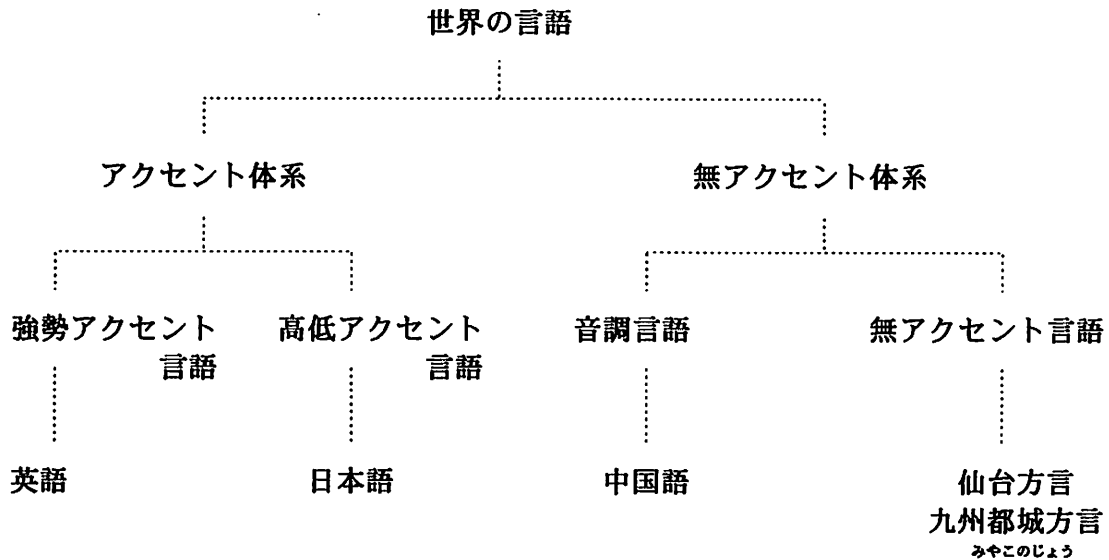 世界の言語
アクセント体系
無アクセント体系
強勢アクセント
言語
高低アクセント
言語
音調言語
無アクセント言語
英語
日本語
中国語
仙台方言
九州都城方言
みやこのじょう